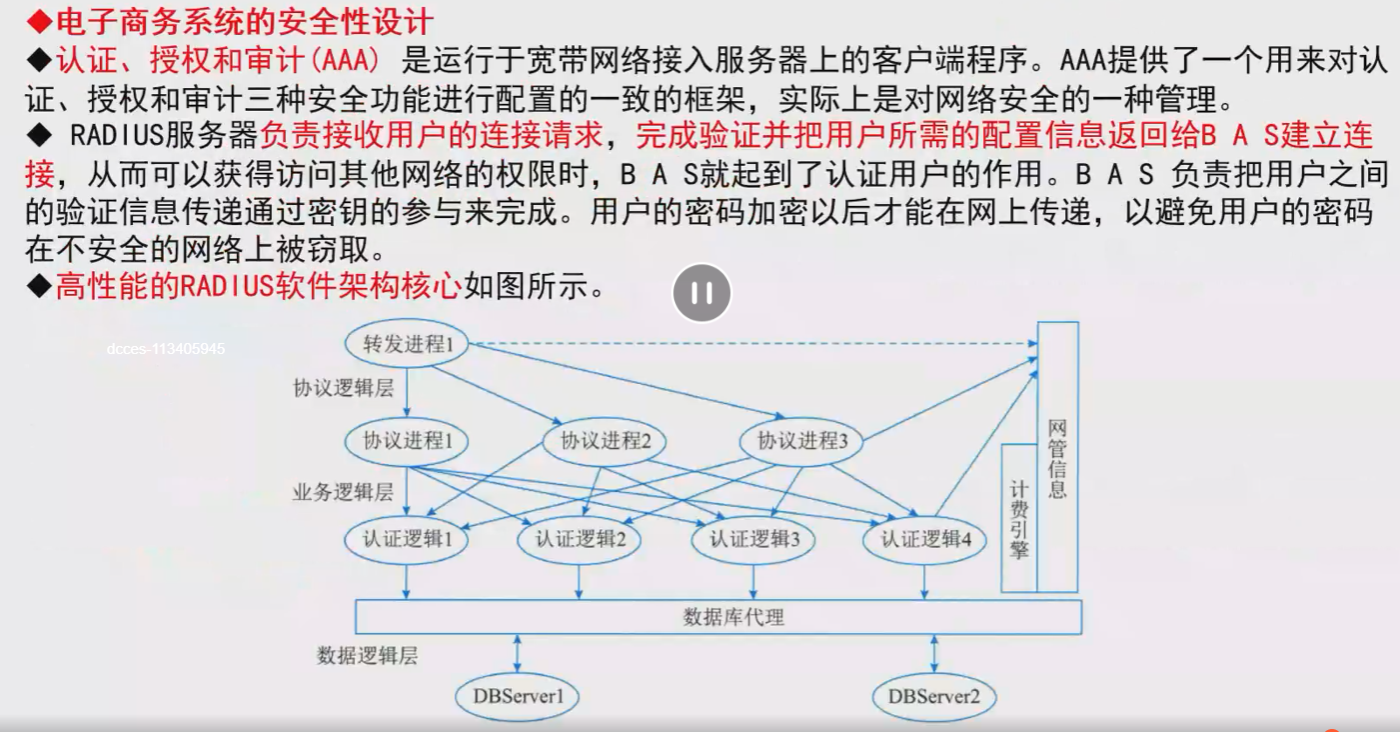 ◆电子商务系统的安全性设计
◆认证、授权和审计(AAA) 是运行于宽带网络接入服务器上的客户端程序。AAA提供了一个用来对认
证、授权和审计三种安全功能进行配置的一致的框架，实际上是对网络安全的一种管理。
◆ RADIUS服务器负责接收用户的连接请求，完成验证并把用户所需的配置信息返回给B A S建立连
接，从而可以获得访问其他网络的权限时，B A S就起到了认证用户的作用。B A S 负责把用户之间
的验证信息传递通过密钥的参与来完成。用户的密码加密以后才能在网上传递，以避免用户的密码
在不安全的网络上被窃取。
◆高性能的RADIUS软件架构核心如图所示。
dcces-113405945
转发进程1
协议逻辑层
协议进程1
协议进程2
协议进程3
网管信息
业务逻辑层
计费引擎
认证逻辑1
认证逻辑2
认证逻辑3
认证逻辑4
数据库代理
数据逻辑层
DBServer1
DBServer2